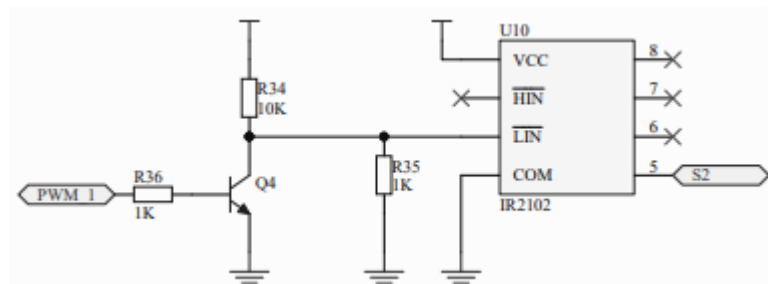 U10
VCC
8
R34
10K
HIN
7
LIN
6
R35
1K
R36
1K
Q4
PWM_1
COM
5
S2
IR2102